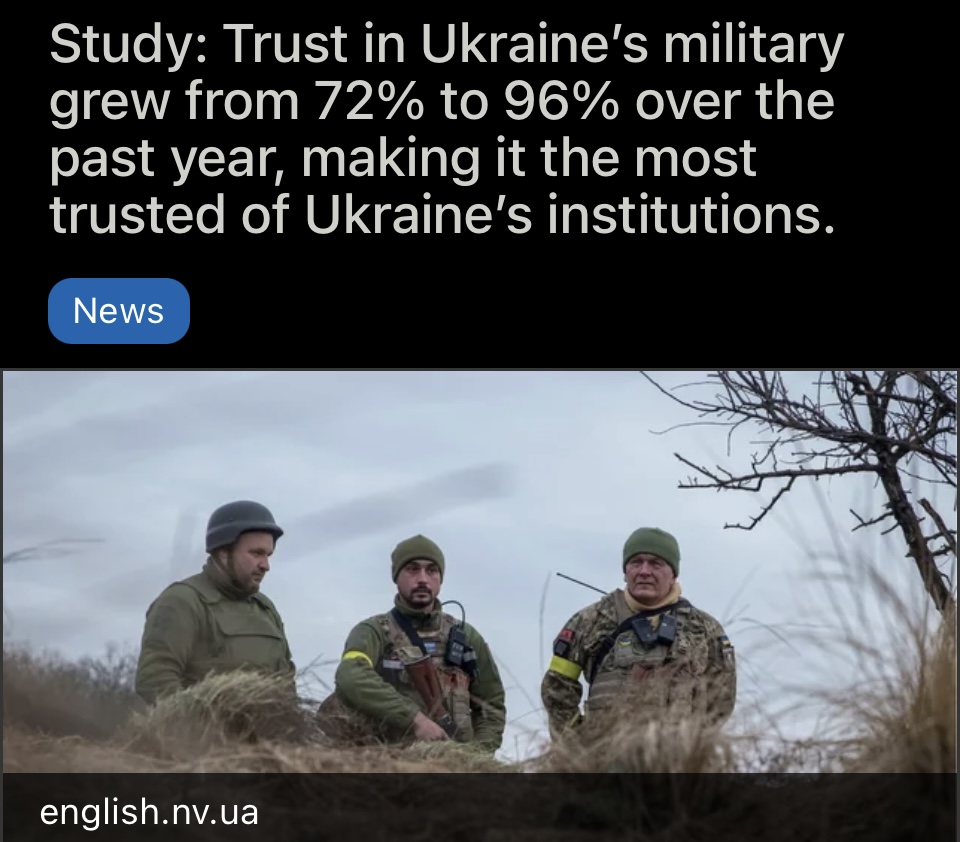 Study: Trust in Ukraine’s military
grew from 72% to 96% over the
past year, making it the most
trusted of Ukraine’s institutions.
News
english.nv.ua